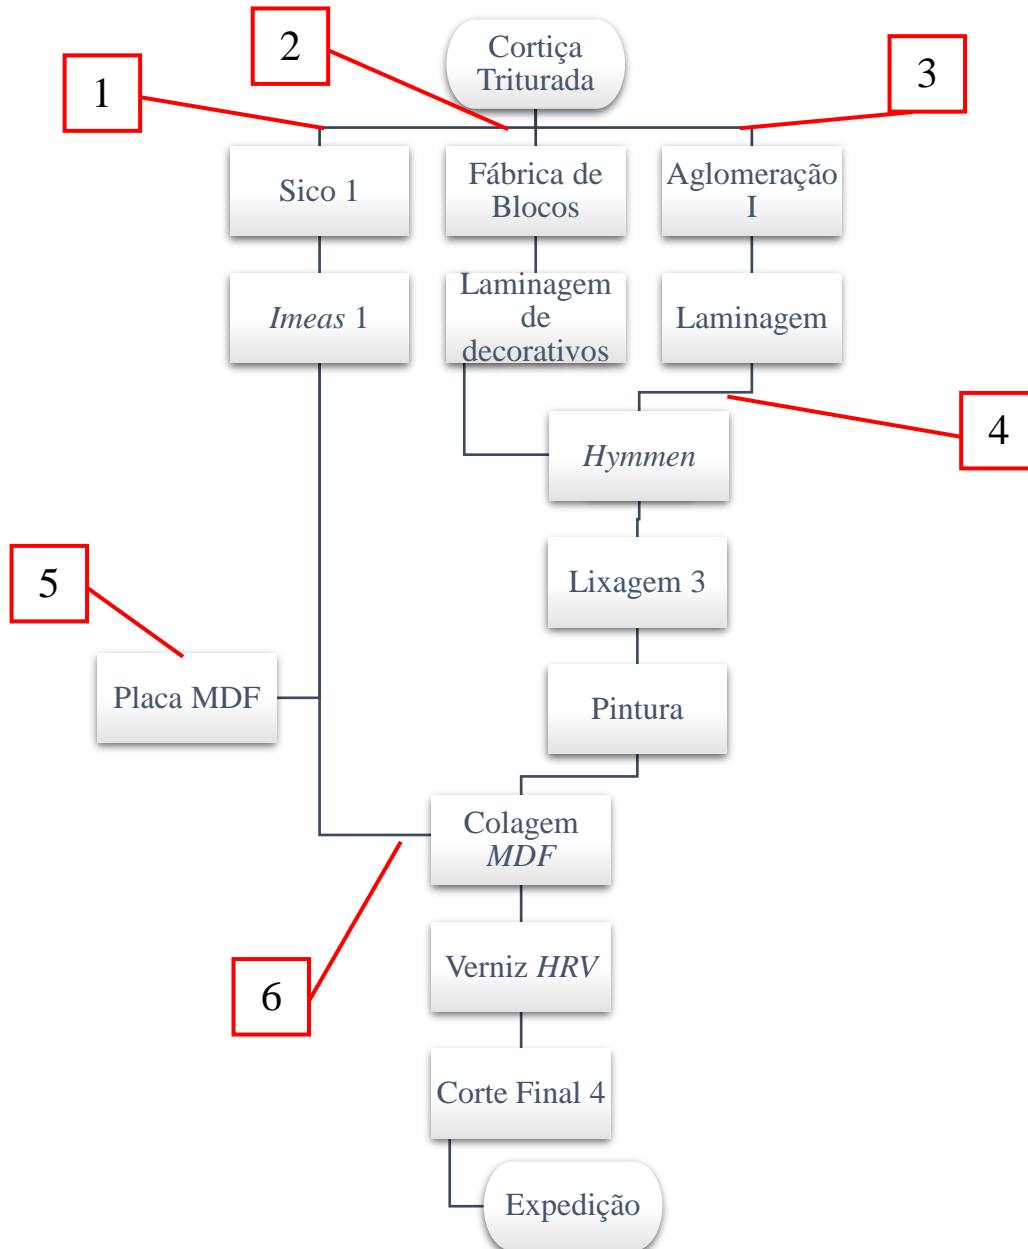 2
Cortiça
Triturada
1
3
Sico 1
Fábrica de
Blocos
Aglomeração
I
Imeas 1
Laminagem
de
decorativos
Laminagem
4
Hymmen
5
Lixagem 3
Placa MDF
Pintura
Colagem
MDF
6
Verniz HRV
Corte Final 4
Expedição